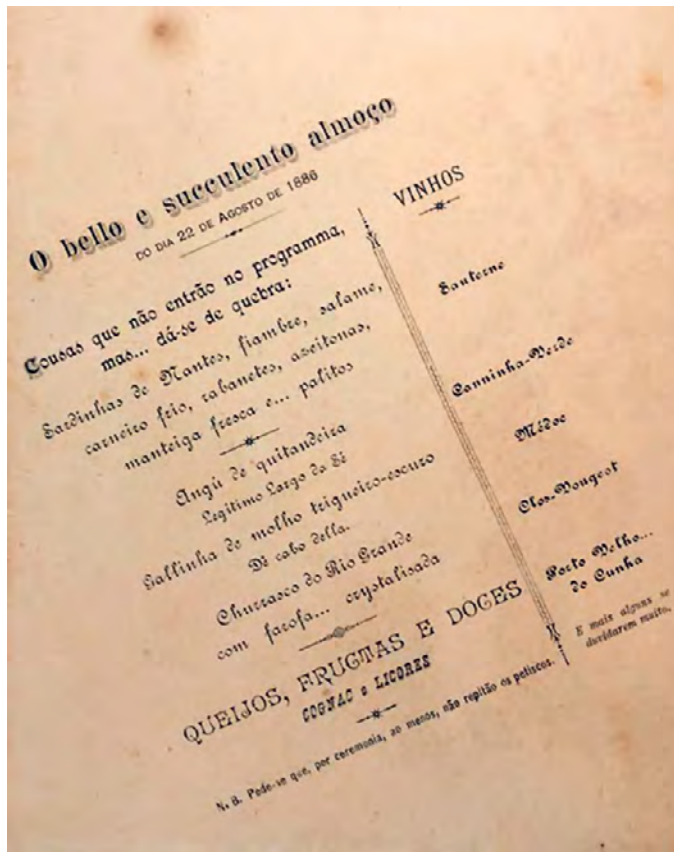 O bello e succulento almoço
DO DIA 22 DE AGOSTO DE 1886
Cousas que não entrão no programma,
mas... dá-se de quebra:
Sardinhas de Nantes, fiambre, salame,
carneiro frio, rabanetes, azeitonas,
manteiga fresca e... palitos
Angú de quitandeira
Legitimo Largo da Sé
Gallinha de molho trigueiro-escuro
Dê cabo della.
Churrasco do Rio Grande
com farofa... crystalisada
QUEIJOS, FRUCTAS E DOCES
COGNAC e LICORES
VINHOS
Sauterne
Canninha-Verde
Médoc
Clos-Vougeot
Porto Velho...
do Cunha
E mais alguns se
duvidarem muito.
N. B. Pede-se que, por ceremonia, ao menos, não repitão os petiscos.